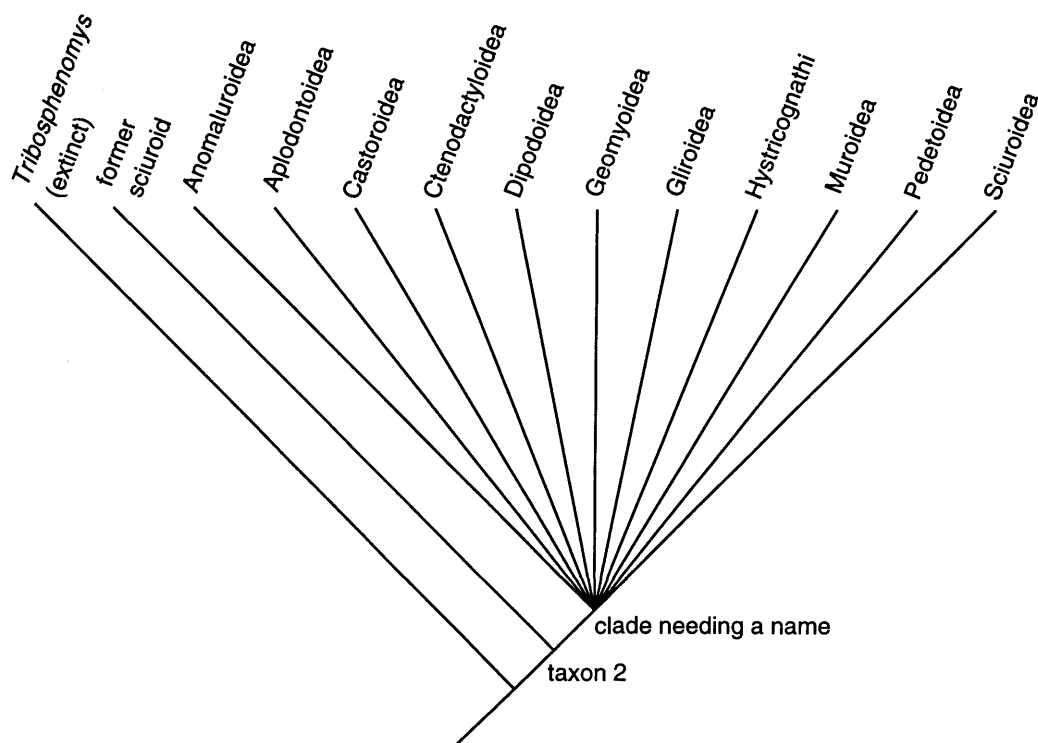 Tribosphenomys
(extinct)
former
sciuroid
Anomaluroidea
Aplodontoidea
Castoroidea
Ctenodactyloidea
Dipodoidea
Geomyoidea
Gliroidea
Hystricognathi
Muroidea
Pedetoidea
Sciuroidea
clade needing a name
taxon 2